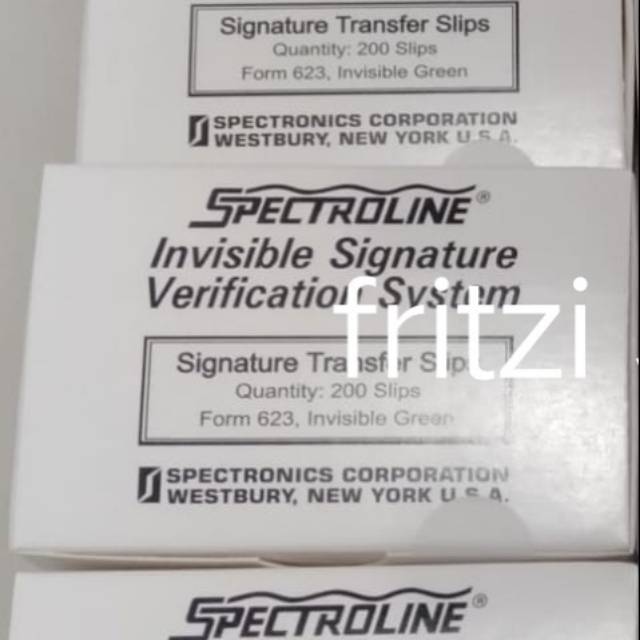 Signature Transfer Slips
Quantity: 200 Slips
Form 623, Invisible Green
SPECTRONICS CORPORATION
WESTBURY, NEW YORK U.S.A.
SPECTROLINE®
Invisible Signature
Verification System
fritzi
Signature Transfer Slips
Quantity: 200 Slips
Form 623, Invisible Green
SPECTRONICS CORPORATION
WESTBURY, NEW YORK U.S.A.
SPECTROLINE®